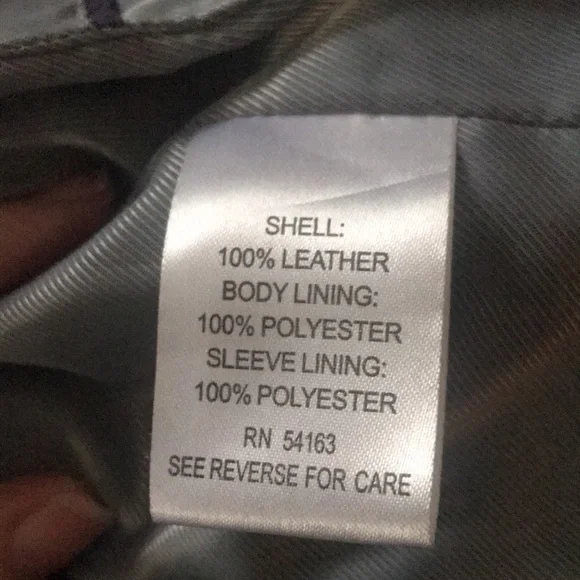 SHELL:
100% LEATHER
BODY LINING:
100% POLYESTER
SLEEVE LINING:
100% POLYESTER
RN 54163
SEE REVERSE FOR CARE